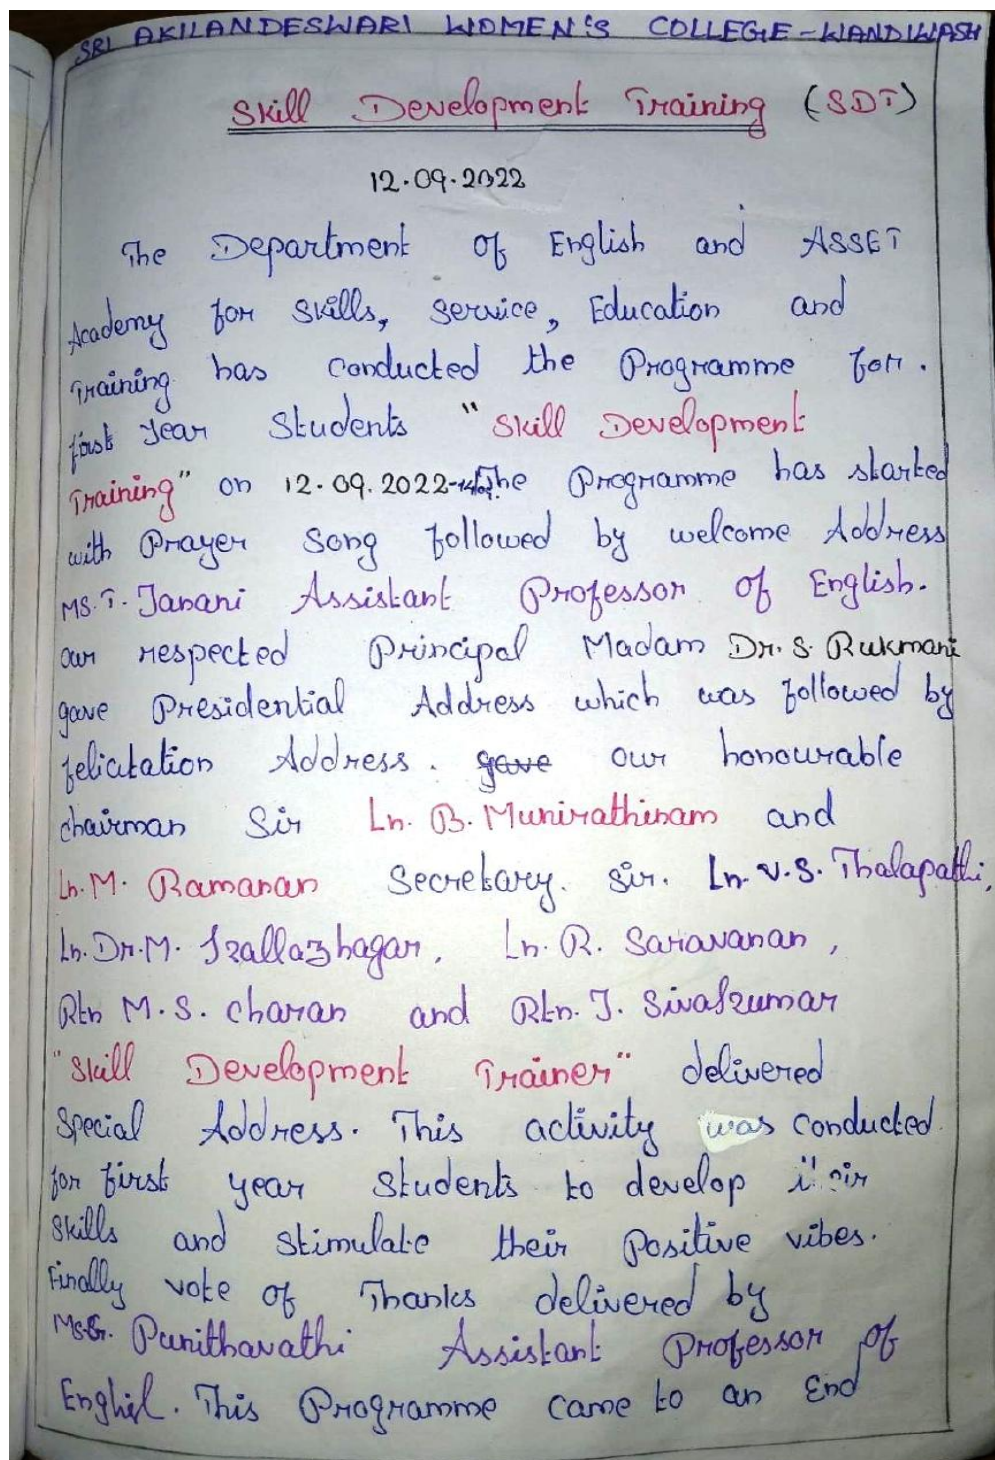 SRI AKILANDESWARI WOMEN'S COLLEGE - WANDIWASH
Skill Development Training (SDT)
12.09.2022
The Department of English and ASSET
Academy for Skills, Service, Education and
Training has conducted the Programme for.
first Year Students "Skill Development
Training" on 12.09.2022 The Programme has started
with Prayer Song followed by welcome Address
MS. T. Janani Assistant Professor of English.
our respected Principal Madam Dr. S. Rukmani
gave Presidential Address which was followed by
felicitation Address. gave our honourable
chairman Sir Ln. B. Munirathinam and
Ln. M. Ramanan Secretary. Sir. Ln. V.S. Thalapathi,
Ln. Dr. M. Kallazhagar, Ln. R. Saravanan,
Rtn M.S. charan and Rtn. J. Sivakumar
"Skill Development Trainer" delivered
Special Address. This activity was conducted
for first year students to develop their
skills and stimulate their Positive vibes.
Finally vote of Thanks delivered by
Ms.G. Punithavathi Assistant Professor of
Enghil. This Programme came to an End